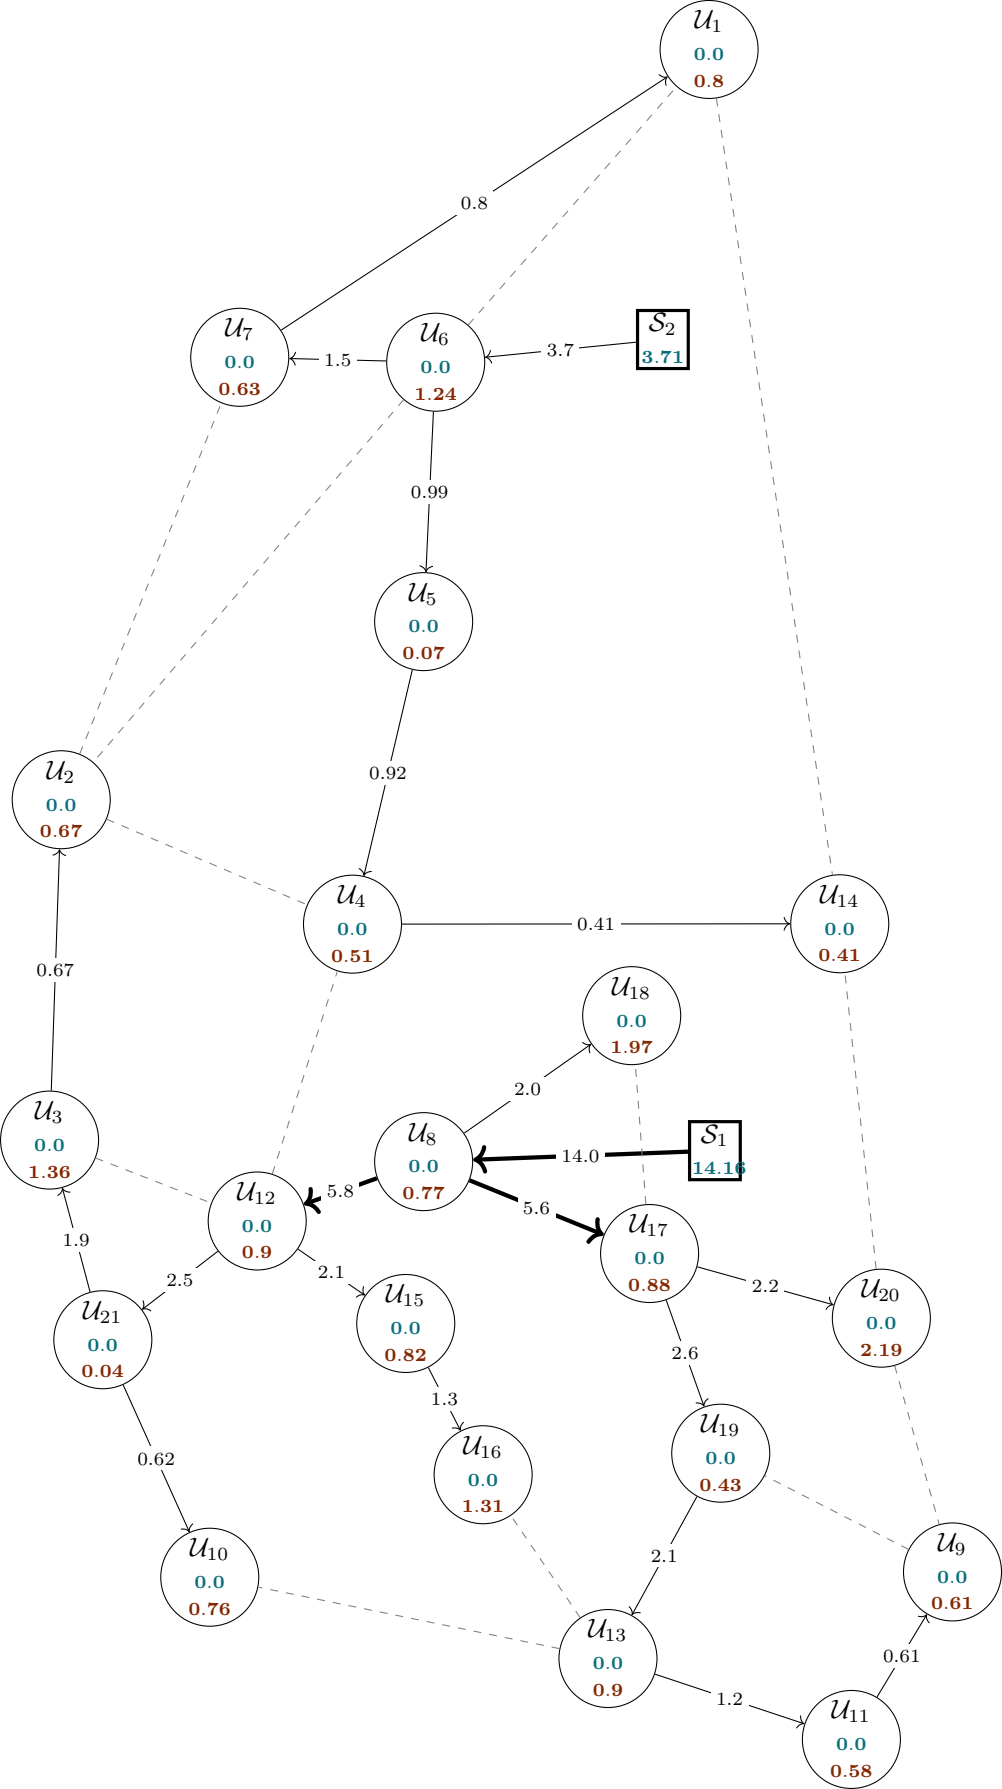 𝒰₁
0.0
0.8
0.8
𝒰₇
0.0
0.63
1.5
𝒰₆
0.0
1.24
3.7
𝒮₂
3.71
0.99
𝒰₅
0.0
0.07
𝒰₂
0.0
0.67
0.92
𝒰₄
0.0
0.51
0.41
𝒰₁₄
0.0
0.41
0.67
𝒰₁₈
0.0
1.97
2.0
𝒰₃
0.0
1.36
𝒰₈
0.0
0.77
14.0
𝒮₁
14.16
𝒰₁₂
0.0
0.9
5.8
5.6
𝒰₁₇
0.0
0.88
1.9
2.5
2.1
2.2
𝒰₂₁
0.0
0.04
𝒰₁₅
0.0
0.82
𝒰₂₀
0.0
2.19
2.6
1.3
0.62
𝒰₁₆
0.0
1.31
𝒰₁₉
0.0
0.43
2.1
𝒰₁₀
0.0
0.76
𝒰₉
0.0
0.61
𝒰₁₃
0.0
0.9
0.61
1.2
𝒰₁₁
0.0
0.58